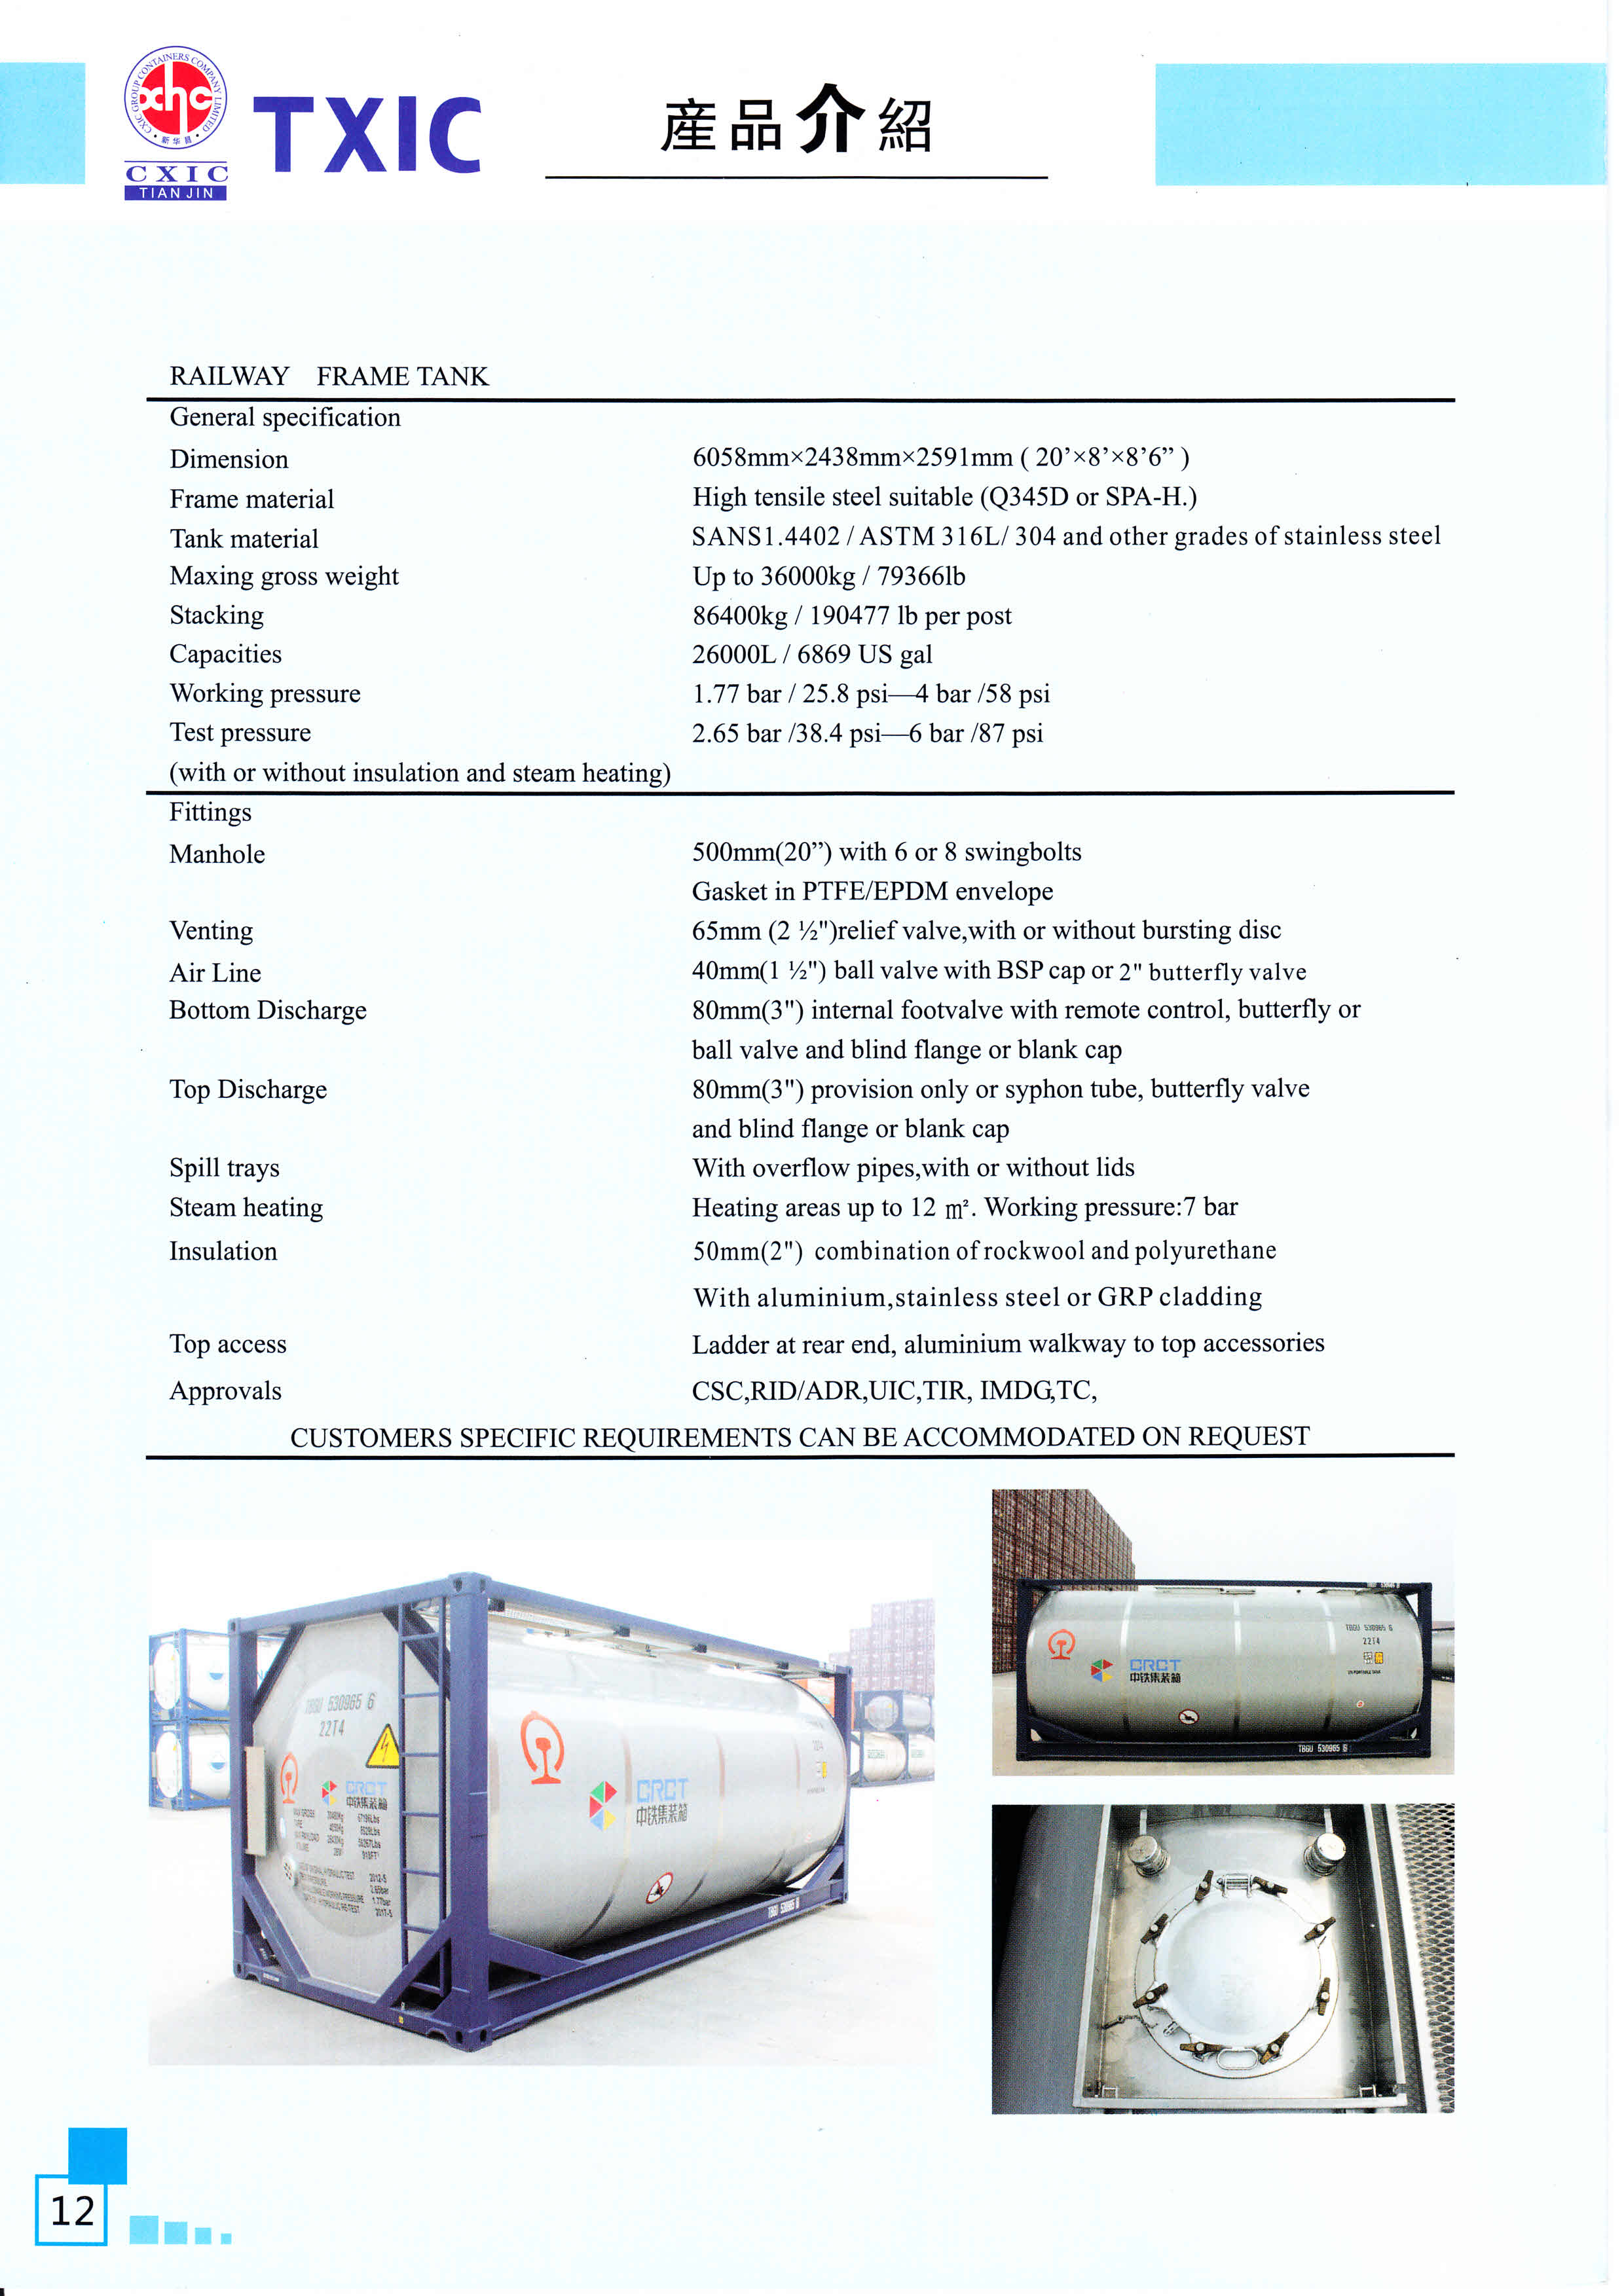 CXIC GROUP CONTAINERS COMPANY LIMITED
xhc
新华昌
CXIC
TIANJIN
TXIC
産品介紹
RAILWAY FRAME TANK
General specification
Dimension 6058mm×2438mm×2591mm ( 20’×8’×8’6” )
Frame material High tensile steel suitable (Q345D or SPA-H.)
Tank material SANS1.4402 / ASTM 316L/ 304 and other grades of stainless steel
Maxing gross weight Up to 36000kg / 79366lb
Stacking 86400kg / 190477 lb per post
Capacities 26000L / 6869 US gal
Working pressure 1.77 bar / 25.8 psi—4 bar /58 psi
Test pressure 2.65 bar /38.4 psi—6 bar /87 psi
(with or without insulation and steam heating)
Fittings
Manhole 500mm(20”) with 6 or 8 swingbolts
Gasket in PTFE/EPDM envelope
Venting 65mm (2 ½")relief valve,with or without bursting disc
Air Line 40mm(1 ½") ball valve with BSP cap or 2" butterfly valve
Bottom Discharge 80mm(3") internal footvalve with remote control, butterfly or
ball valve and blind flange or blank cap
Top Discharge 80mm(3") provision only or syphon tube, butterfly valve
and blind flange or blank cap
Spill trays With overflow pipes,with or without lids
Steam heating Heating areas up to 12 m². Working pressure:7 bar
Insulation 50mm(2") combination of rockwool and polyurethane
With aluminium,stainless steel or GRP cladding
Top access Ladder at rear end, aluminium walkway to top accessories
Approvals CSC,RID/ADR,UIC,TIR, IMDG,TC,
CUSTOMERS SPECIFIC REQUIREMENTS CAN BE ACCOMMODATED ON REQUEST
TBGU 530965 6
22T4
CRCT
中铁集装箱
MAX GROSS
CRCT
中铁集装箱
TBGU 530965 6
TBGU 530965 6
22T4
CRCT
中铁集装箱
TBGU 530965 6
12